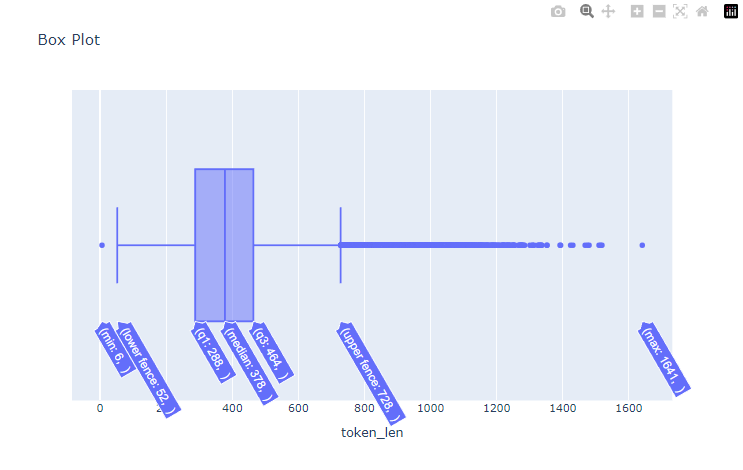 Box Plot
(min: 6, )
(lower fence: 52, )
(q1: 288, )
(median: 378, )
(q3: 464, )
(upper fence: 728, )
(max: 1641, )
0
400
600
800
1000
1200
1400
1600
token_len